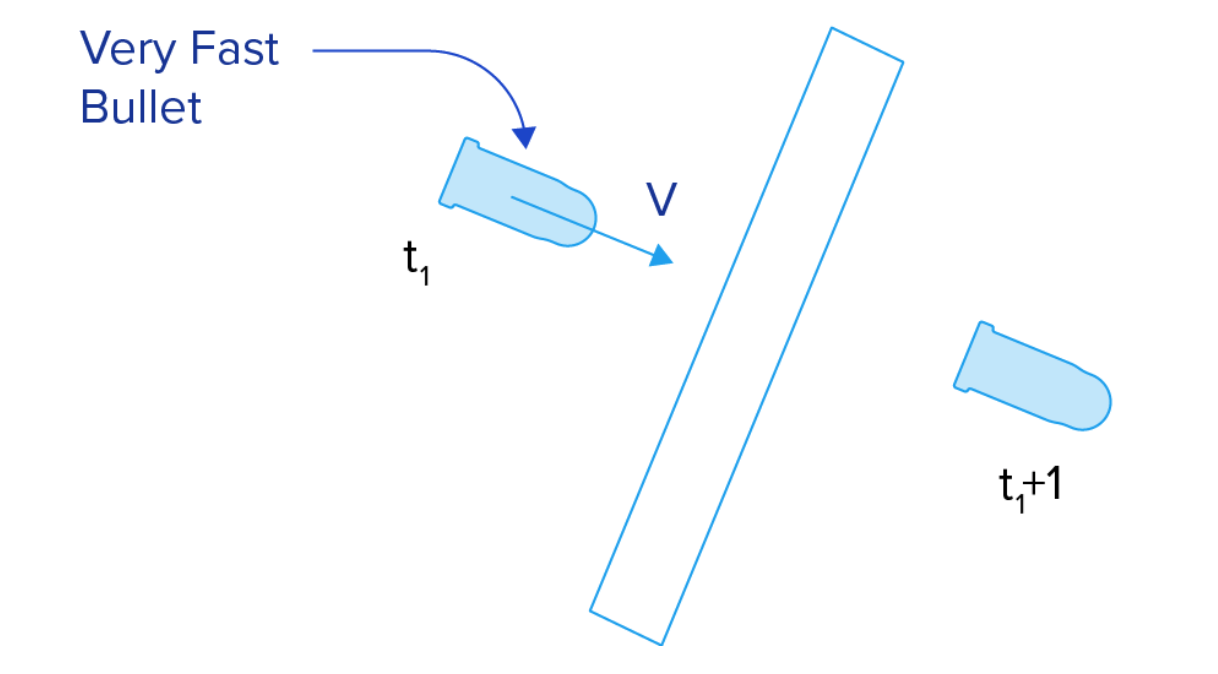 Very Fast
Bullet
V
t₁
t₁+1